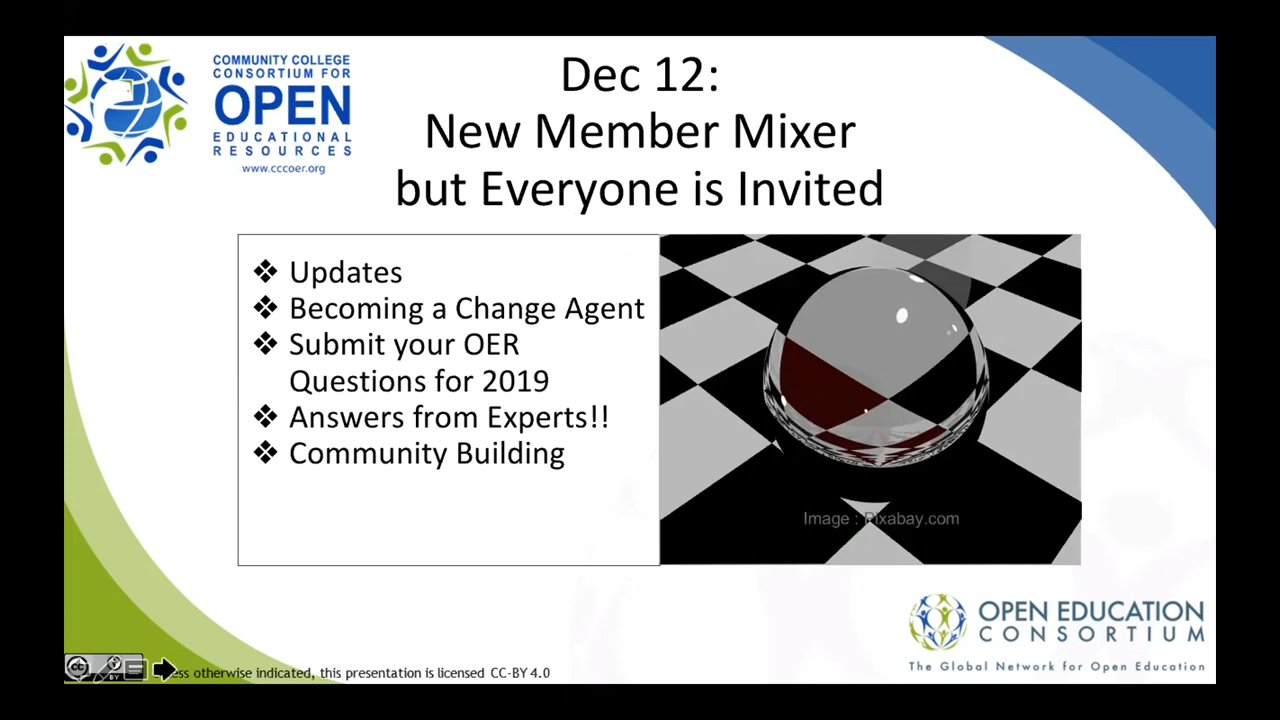 COMMUNITY COLLEGE
CONSORTIUM FOR
OPEN
EDUCATIONAL
RESOURCES
www.cccoer.org
Dec 12:
New Member Mixer
but Everyone is Invited
❖ Updates
❖ Becoming a Change Agent
❖ Submit your OER
Questions for 2019
❖ Answers from Experts!!
❖ Community Building
Image : Pixabay.com
OPEN EDUCATION
CONSORTIUM
The Global Network for Open Education
cc
BY
otherwise indicated, this presentation is licensed CC-BY 4.0